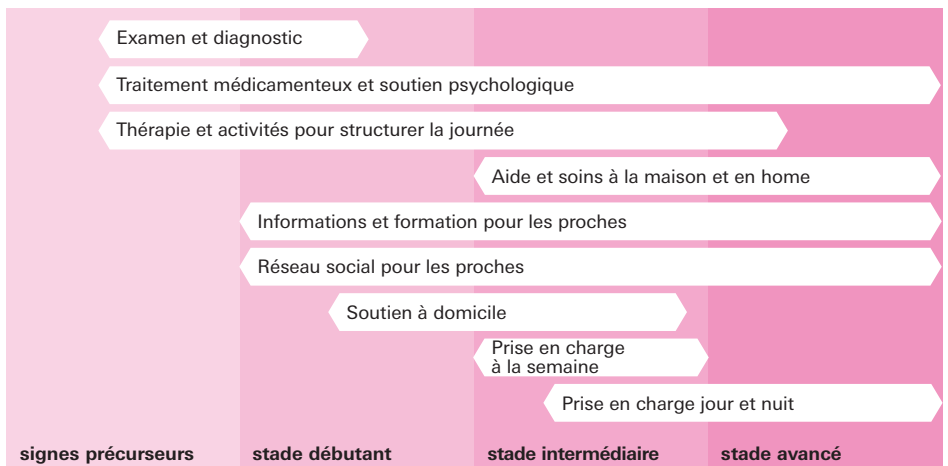 Examen et diagnostic
Traitement médicamenteux et soutien psychologique
Thérapie et activités pour structurer la journée
Aide et soins à la maison et en home
Informations et formation pour les proches
Réseau social pour les proches
Soutien à domicile
Prise en charge
à la semaine
Prise en charge jour et nuit
signes précurseurs
stade débutant
stade intermédiaire
stade avancé